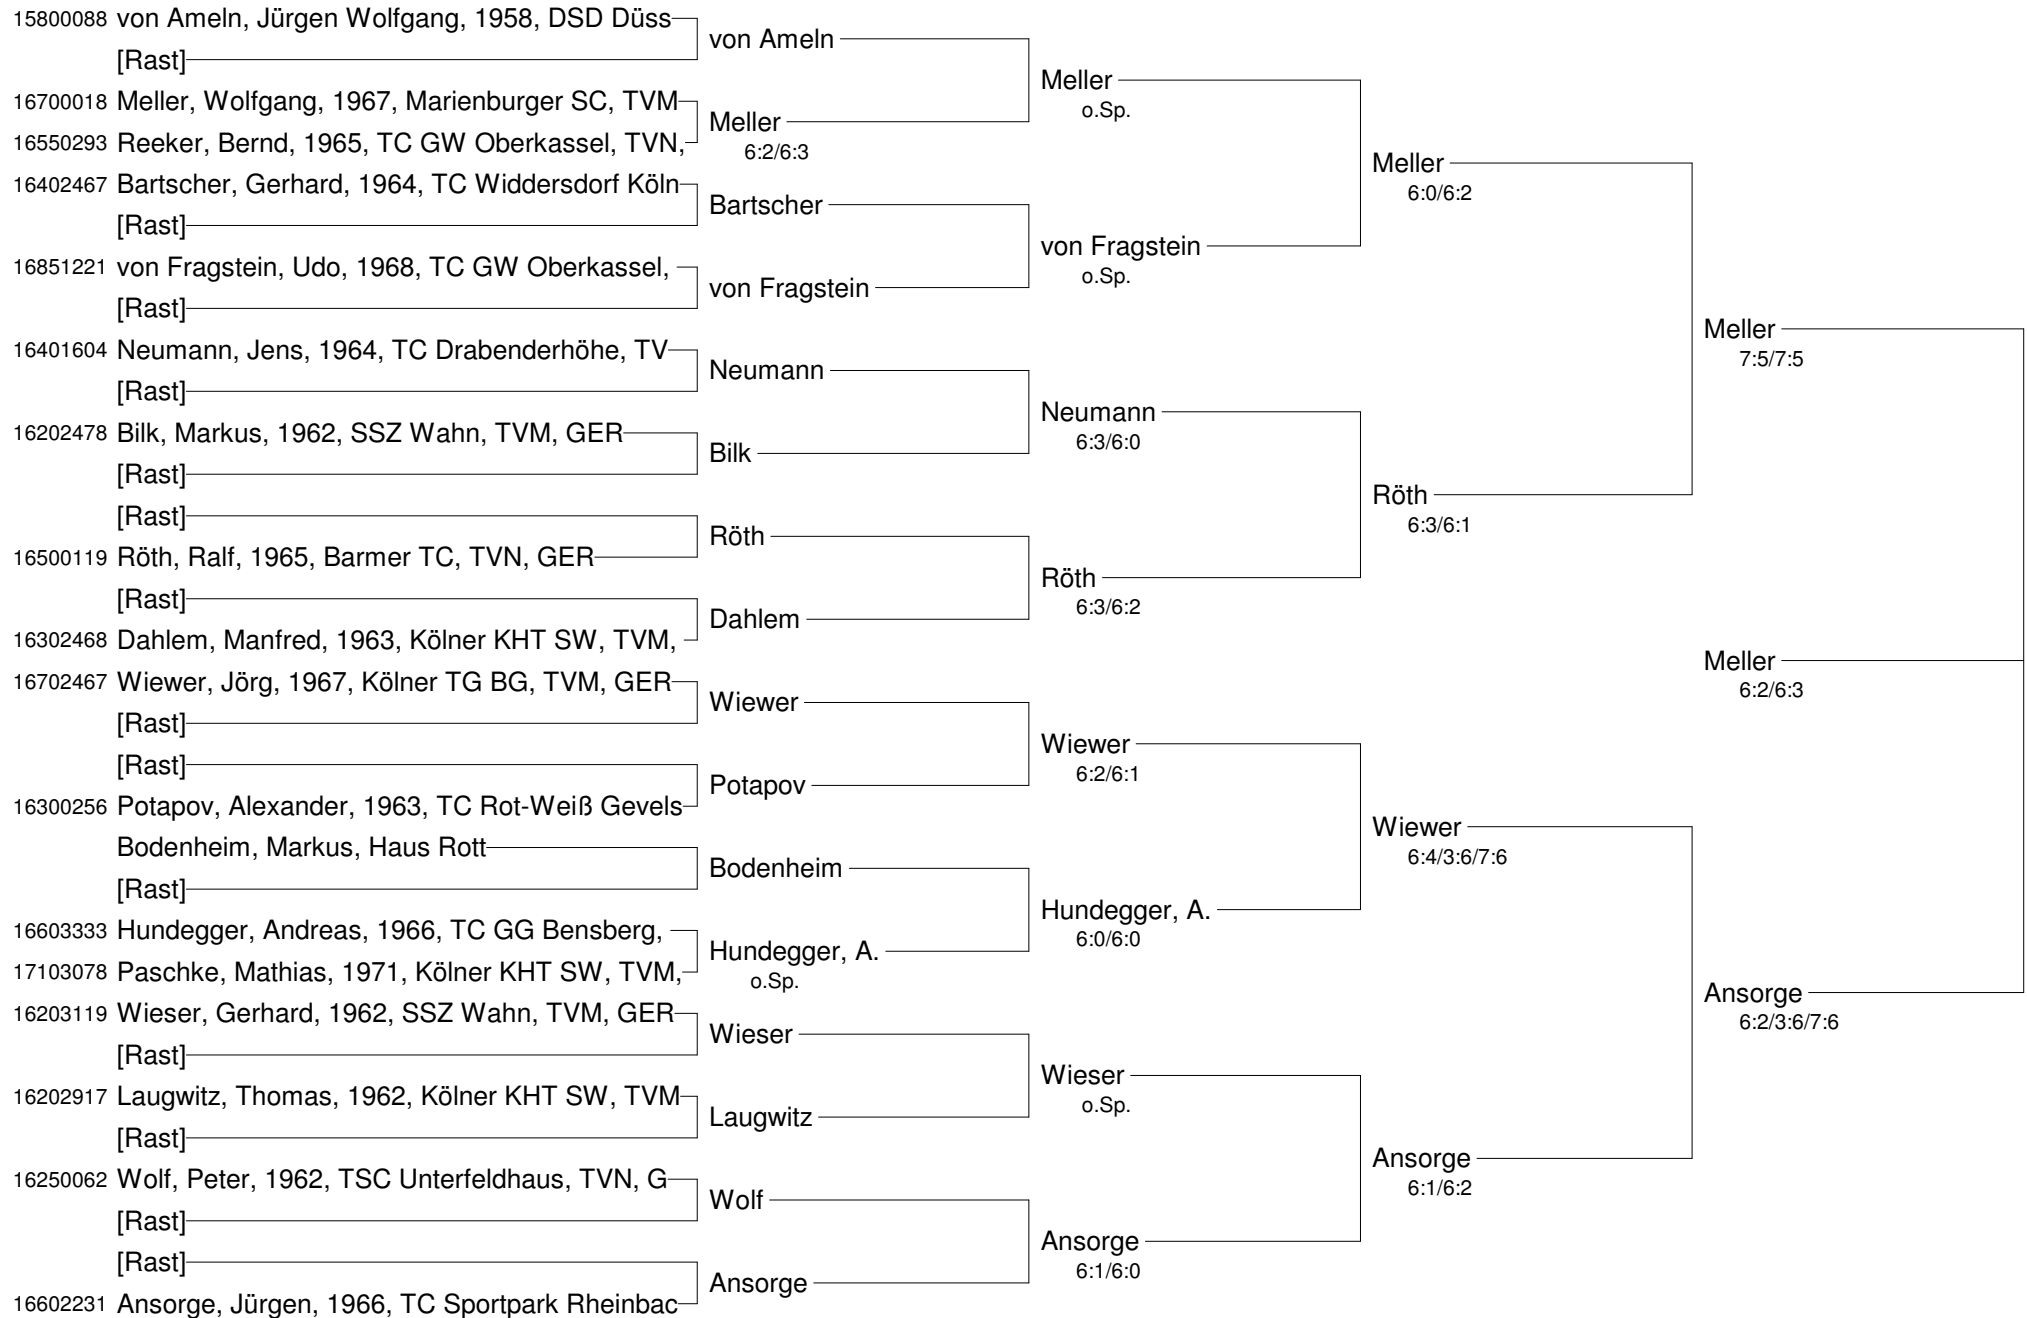 15800088 von Ameln, Jürgen Wolfgang, 1958, DSD Düss
[Rast]
16700018 Meller, Wolfgang, 1967, Marienburger SC, TVM
16550293 Reeker, Bernd, 1965, TC GW Oberkassel, TVN,
16402467 Bartscher, Gerhard, 1964, TC Widdersdorf Köln
[Rast]
16851221 von Fragstein, Udo, 1968, TC GW Oberkassel,
[Rast]
16401604 Neumann, Jens, 1964, TC Drabenderhöhe, TV
[Rast]
16202478 Bilk, Markus, 1962, SSZ Wahn, TVM, GER
[Rast]
[Rast]
16500119 Röth, Ralf, 1965, Barmer TC, TVN, GER
[Rast]
16302468 Dahlem, Manfred, 1963, Kölner KHT SW, TVM,
16702467 Wiewer, Jörg, 1967, Kölner TG BG, TVM, GER
[Rast]
[Rast]
16300256 Potapov, Alexander, 1963, TC Rot-Weiß Gevels
Bodenheim, Markus, Haus Rott
[Rast]
16603333 Hundegger, Andreas, 1966, TC GG Bensberg,
17103078 Paschke, Mathias, 1971, Kölner KHT SW, TVM,
16203119 Wieser, Gerhard, 1962, SSZ Wahn, TVM, GER
[Rast]
16202917 Laugwitz, Thomas, 1962, Kölner KHT SW, TVM
[Rast]
16250062 Wolf, Peter, 1962, TSC Unterfeldhaus, TVN, G
[Rast]
[Rast]
16602231 Ansorge, Jürgen, 1966, TC Sportpark Rheinbac
von Ameln
Meller
6:2/6:3
Bartscher
von Fragstein
Neumann
Bilk
Röth
Dahlem
Wiewer
Potapov
Bodenheim
Hundegger, A.
o.Sp.
Wieser
Laugwitz
Wolf
Ansorge
Meller
o.Sp.
von Fragstein
o.Sp.
Neumann
6:3/6:0
Röth
6:3/6:2
Wiewer
6:2/6:1
Hundegger, A.
6:0/6:0
Wieser
o.Sp.
Ansorge
6:1/6:0
Meller
6:0/6:2
Röth
6:3/6:1
Wiewer
6:4/3:6/7:6
Ansorge
6:1/6:2
Meller
7:5/7:5
Meller
6:2/6:3
Ansorge
6:2/3:6/7:6